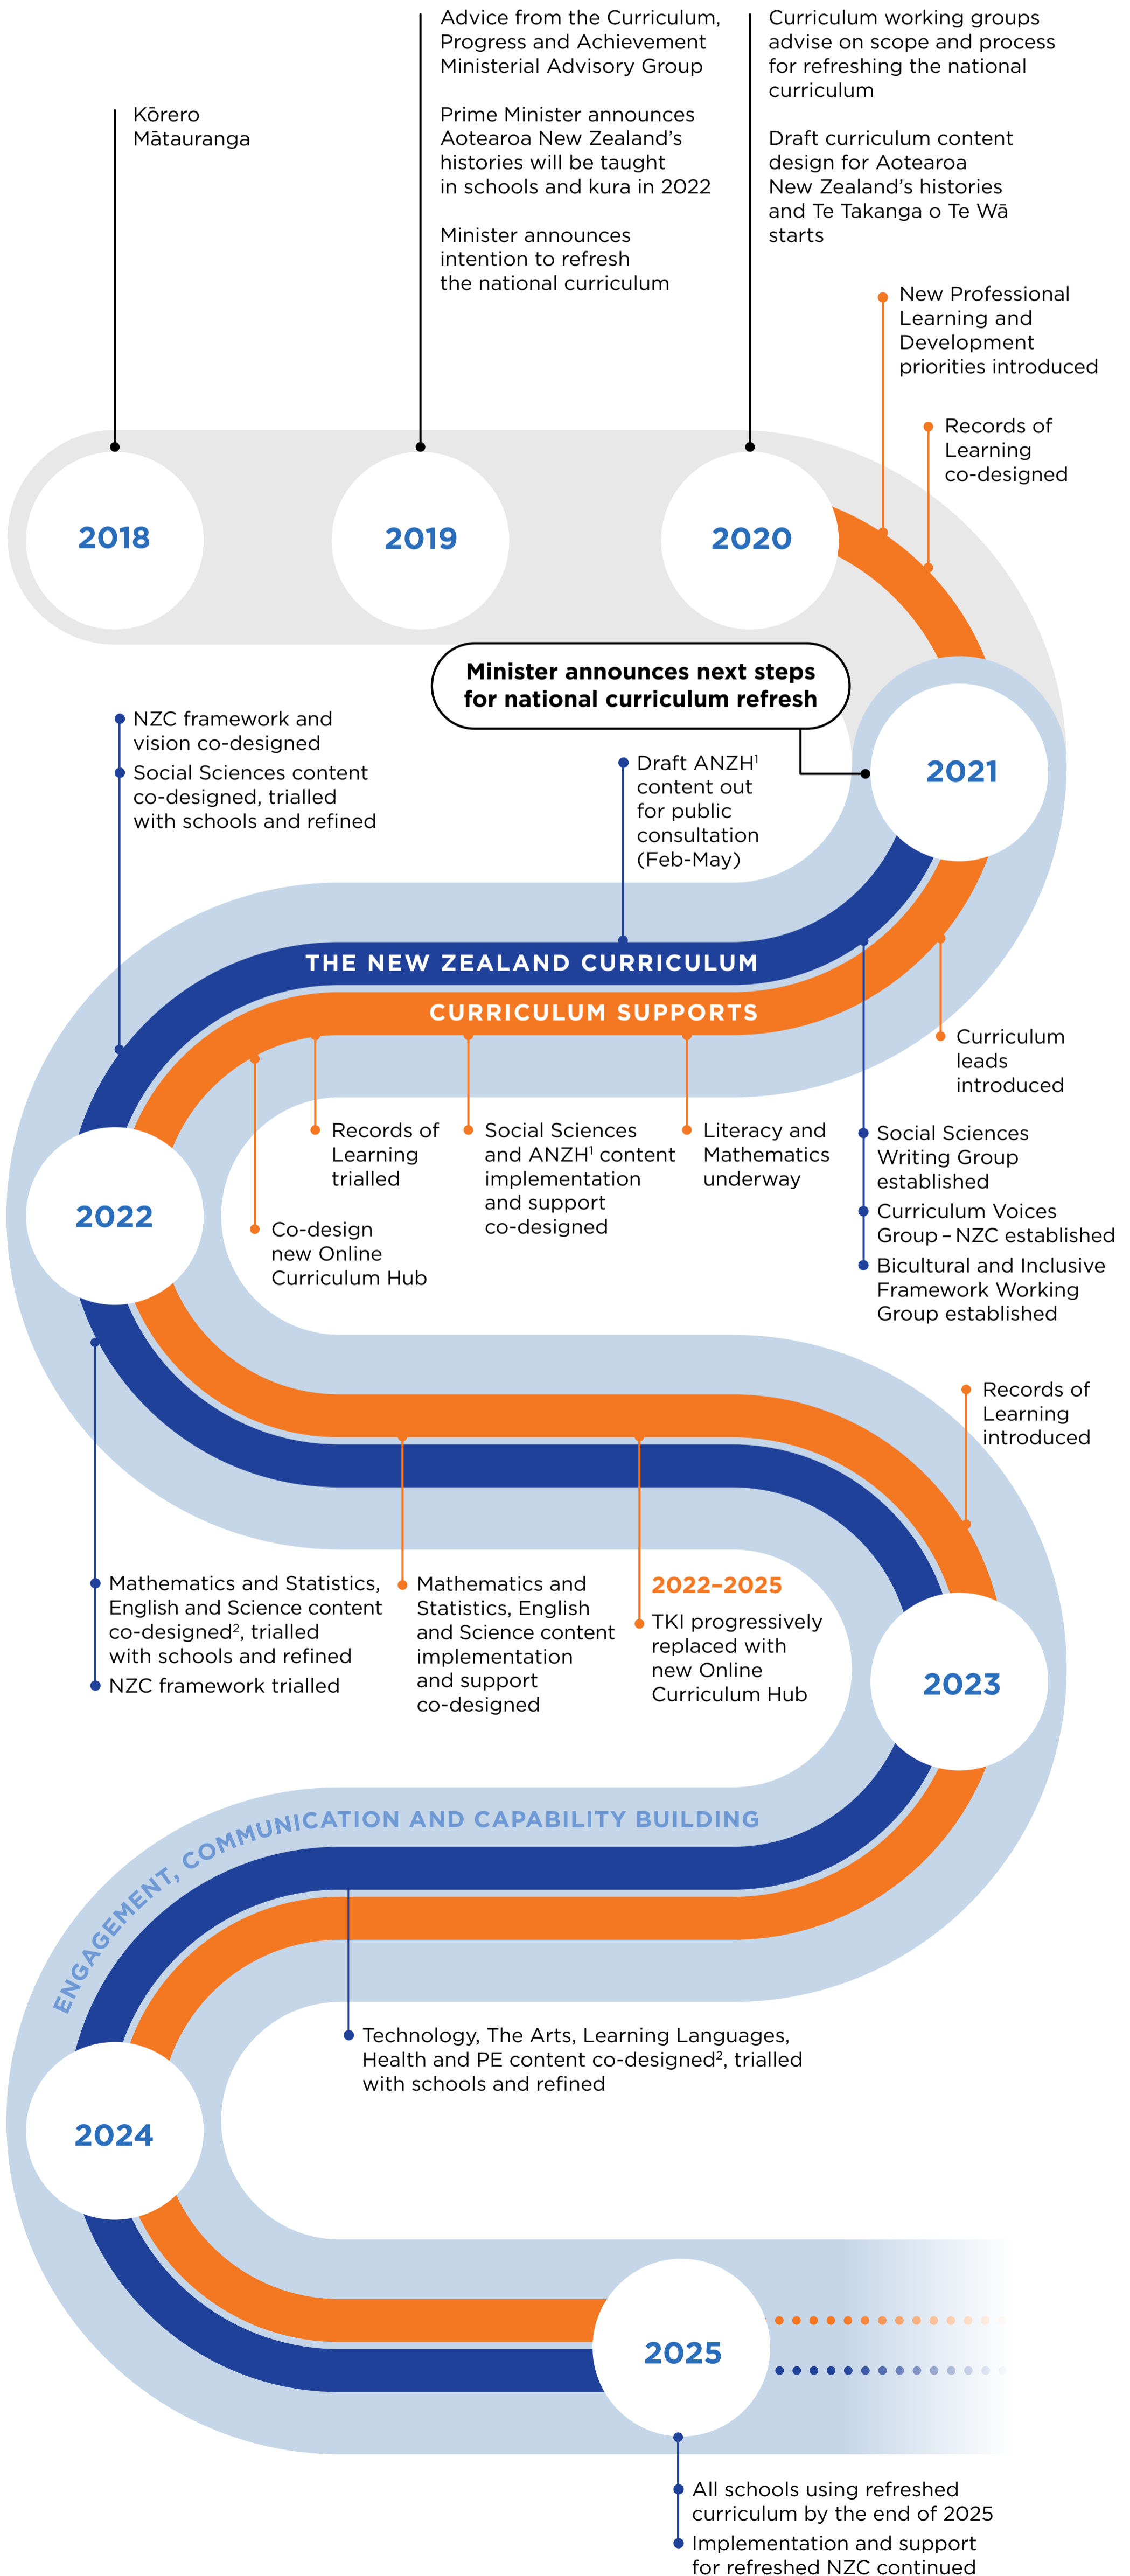 Kōrero
Mātauranga
Advice from the Curriculum,
Progress and Achievement
Ministerial Advisory Group
Prime Minister announces
Aotearoa New Zealand’s
histories will be taught
in schools and kura in 2022
Minister announces
intention to refresh
the national curriculum
Curriculum working groups
advise on scope and process
for refreshing the national
curriculum
Draft curriculum content
design for Aotearoa
New Zealand’s histories
and Te Takanga o Te Wā
starts
New Professional
Learning and
Development
priorities introduced
Records of
Learning
co-designed
2018
2019
2020
Minister announces next steps
for national curriculum refresh
2021
NZC framework and
vision co-designed
Social Sciences content
co-designed, trialled
with schools and refined
Draft ANZH¹
content out
for public
consultation
(Feb-May)
THE NEW ZEALAND CURRICULUM
CURRICULUM SUPPORTS
Curriculum
leads
introduced
Social Sciences
Writing Group
established
Curriculum Voices
Group – NZC established
Bicultural and Inclusive
Framework Working
Group established
Literacy and
Mathematics
underway
Social Sciences
and ANZH¹ content
implementation
and support
co-designed
Records of
Learning
trialled
Co-design
new Online
Curriculum Hub
2022
Records of
Learning
introduced
Mathematics and Statistics,
English and Science content
co-designed², trialled
with schools and refined
NZC framework trialled
Mathematics and
Statistics, English
and Science content
implementation
and support
co-designed
2022–2025
TKI progressively
replaced with
new Online
Curriculum Hub
2023
ENGAGEMENT, COMMUNICATION AND CAPABILITY BUILDING
Technology, The Arts, Learning Languages,
Health and PE content co-designed², trialled
with schools and refined
2024
2025
All schools using refreshed
curriculum by the end of 2025
Implementation and support
for refreshed NZC continued